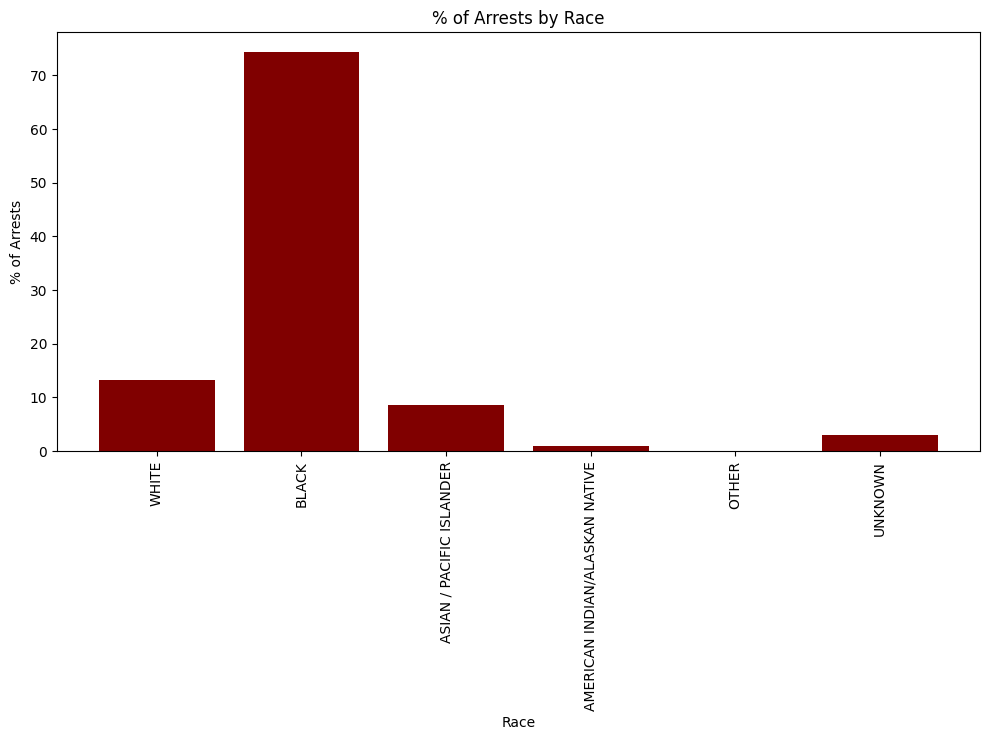 % of Arrests by Race
% of Arrests
70
60
50
40
30
20
10
0
WHITE
BLACK
ASIAN / PACIFIC ISLANDER
AMERICAN INDIAN/ALASKAN NATIVE
OTHER
UNKNOWN
Race